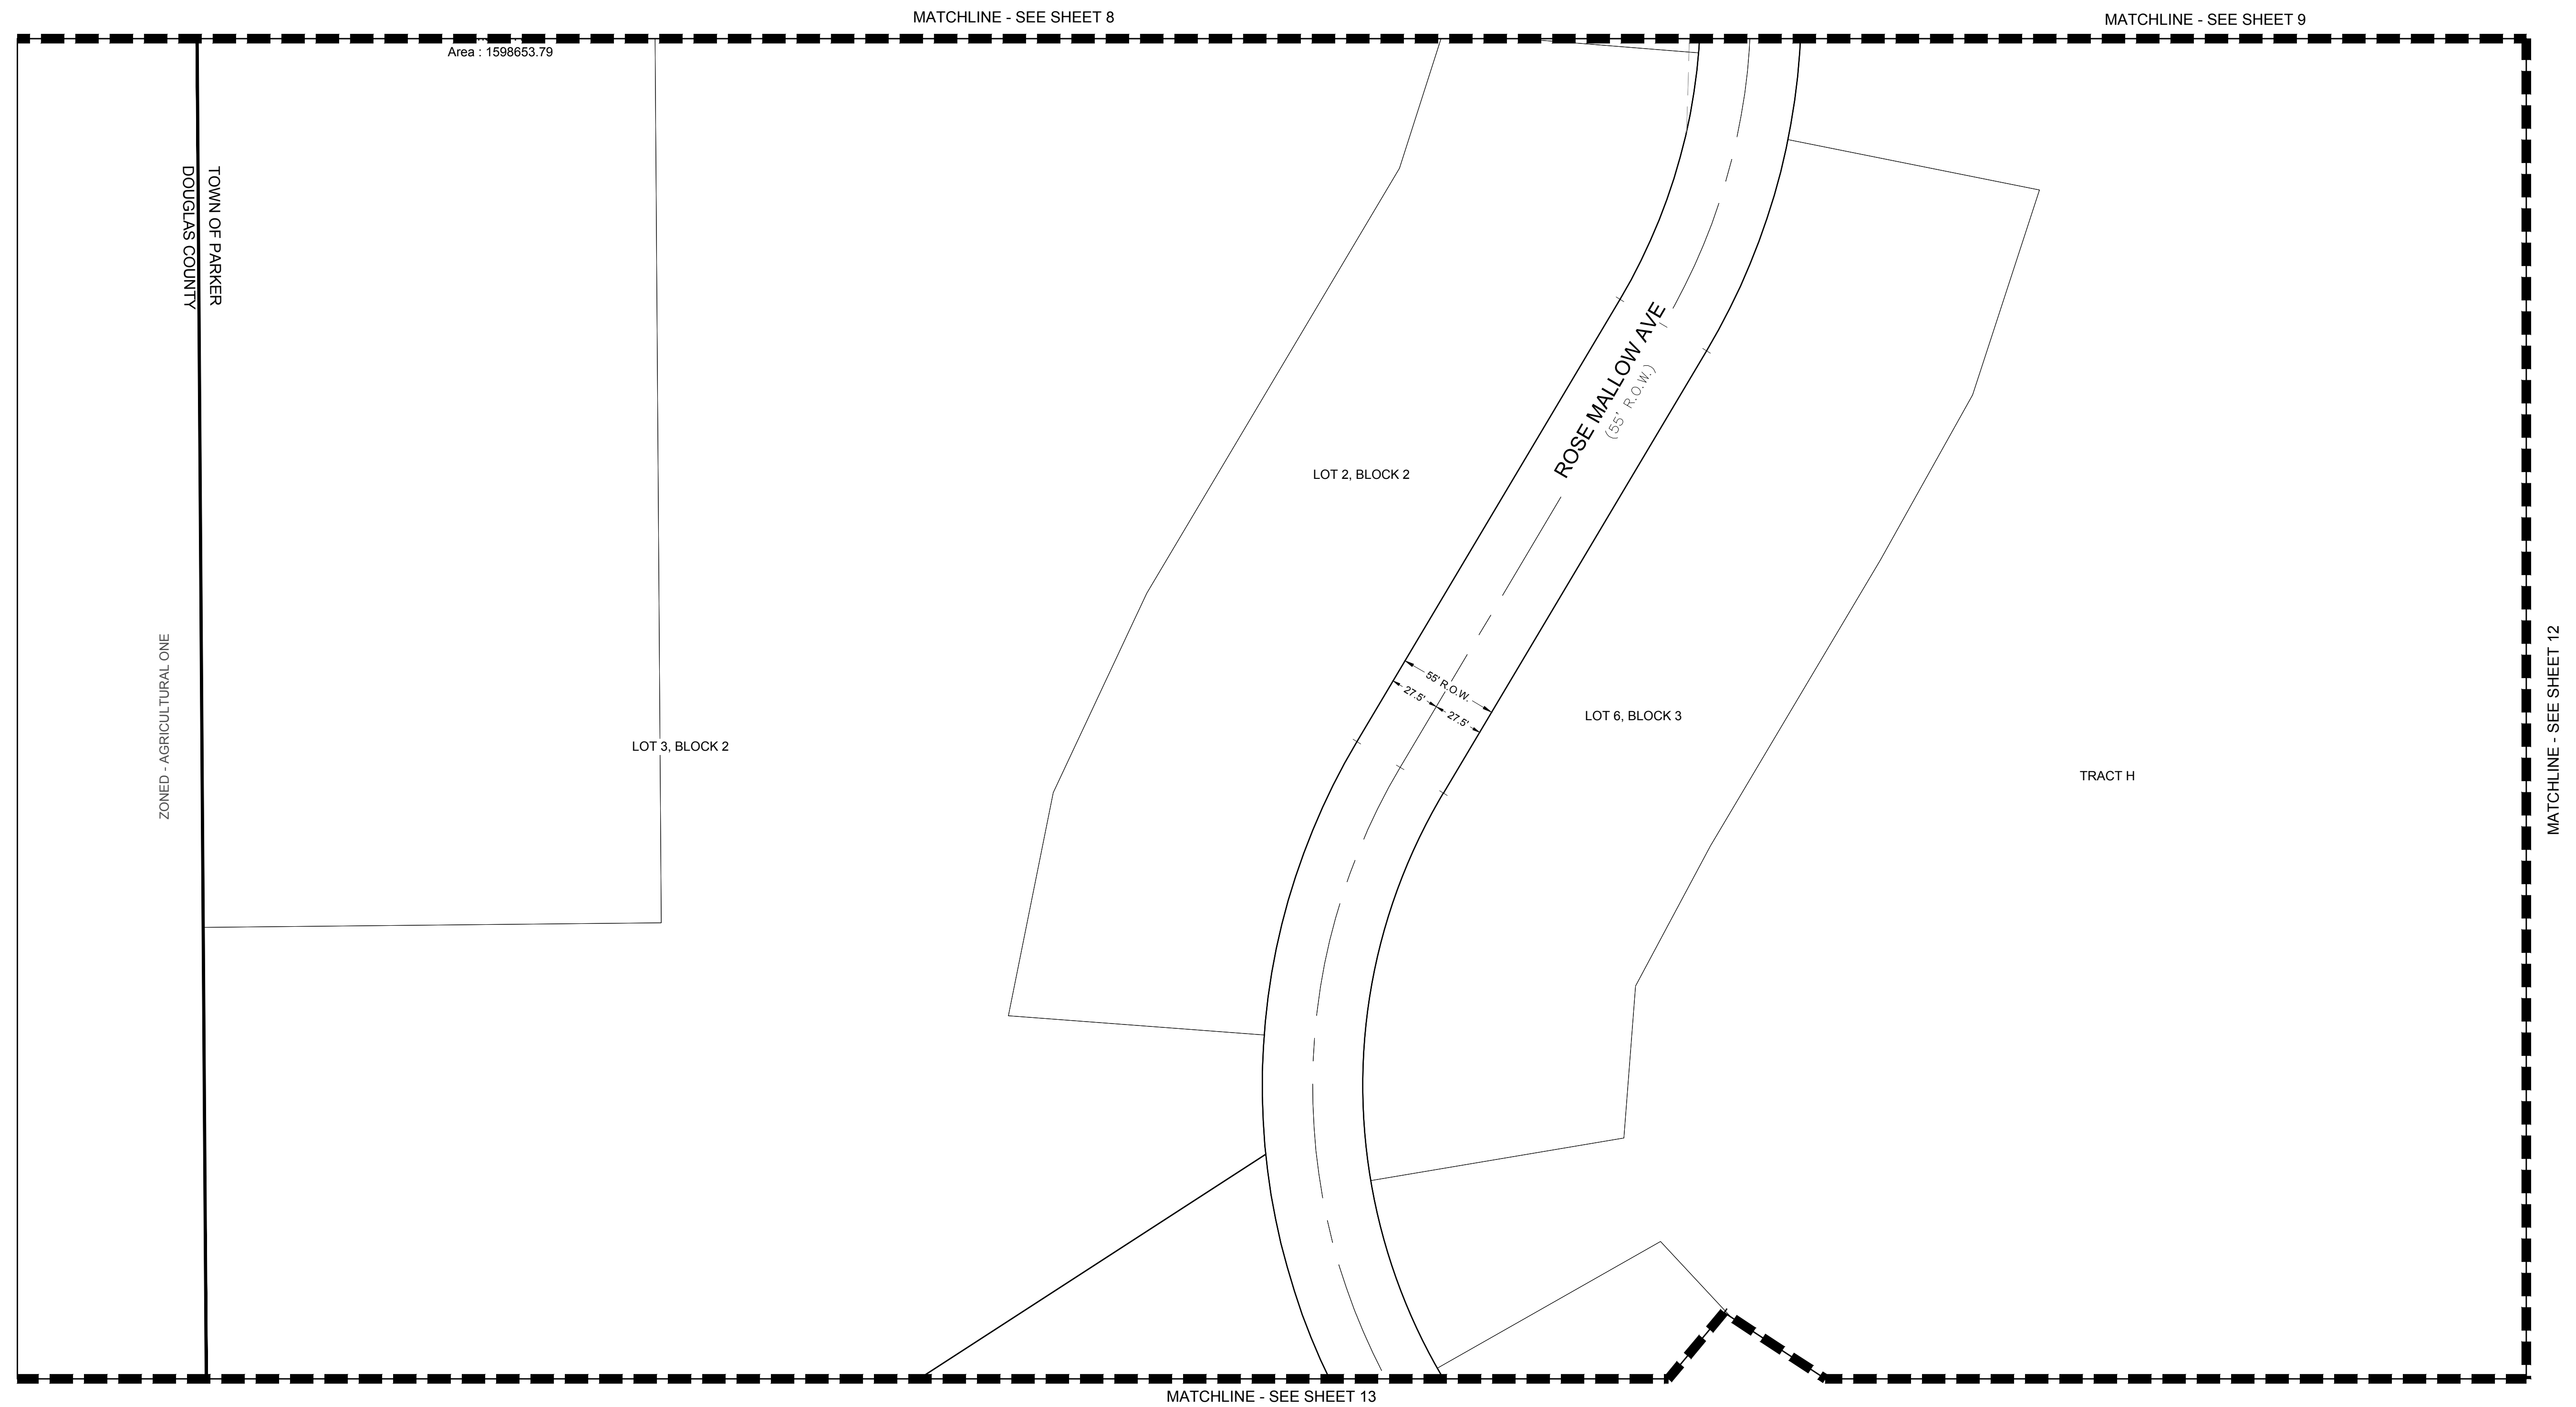 MATCHLINE - SEE SHEET 8
MATCHLINE - SEE SHEET 9
Area : 1598653.79
TOWN OF PARKER
DOUGLAS COUNTY
ROSE MALLOW AVE
(55' R.O.W.)
LOT 2, BLOCK 2
55' R.O.W.
27.5'
27.5'
LOT 6, BLOCK 3
ZONED - AGRICULTURAL ONE
LOT 3, BLOCK 2
TRACT H
MATCHLINE - SEE SHEET 12
MATCHLINE - SEE SHEET 13